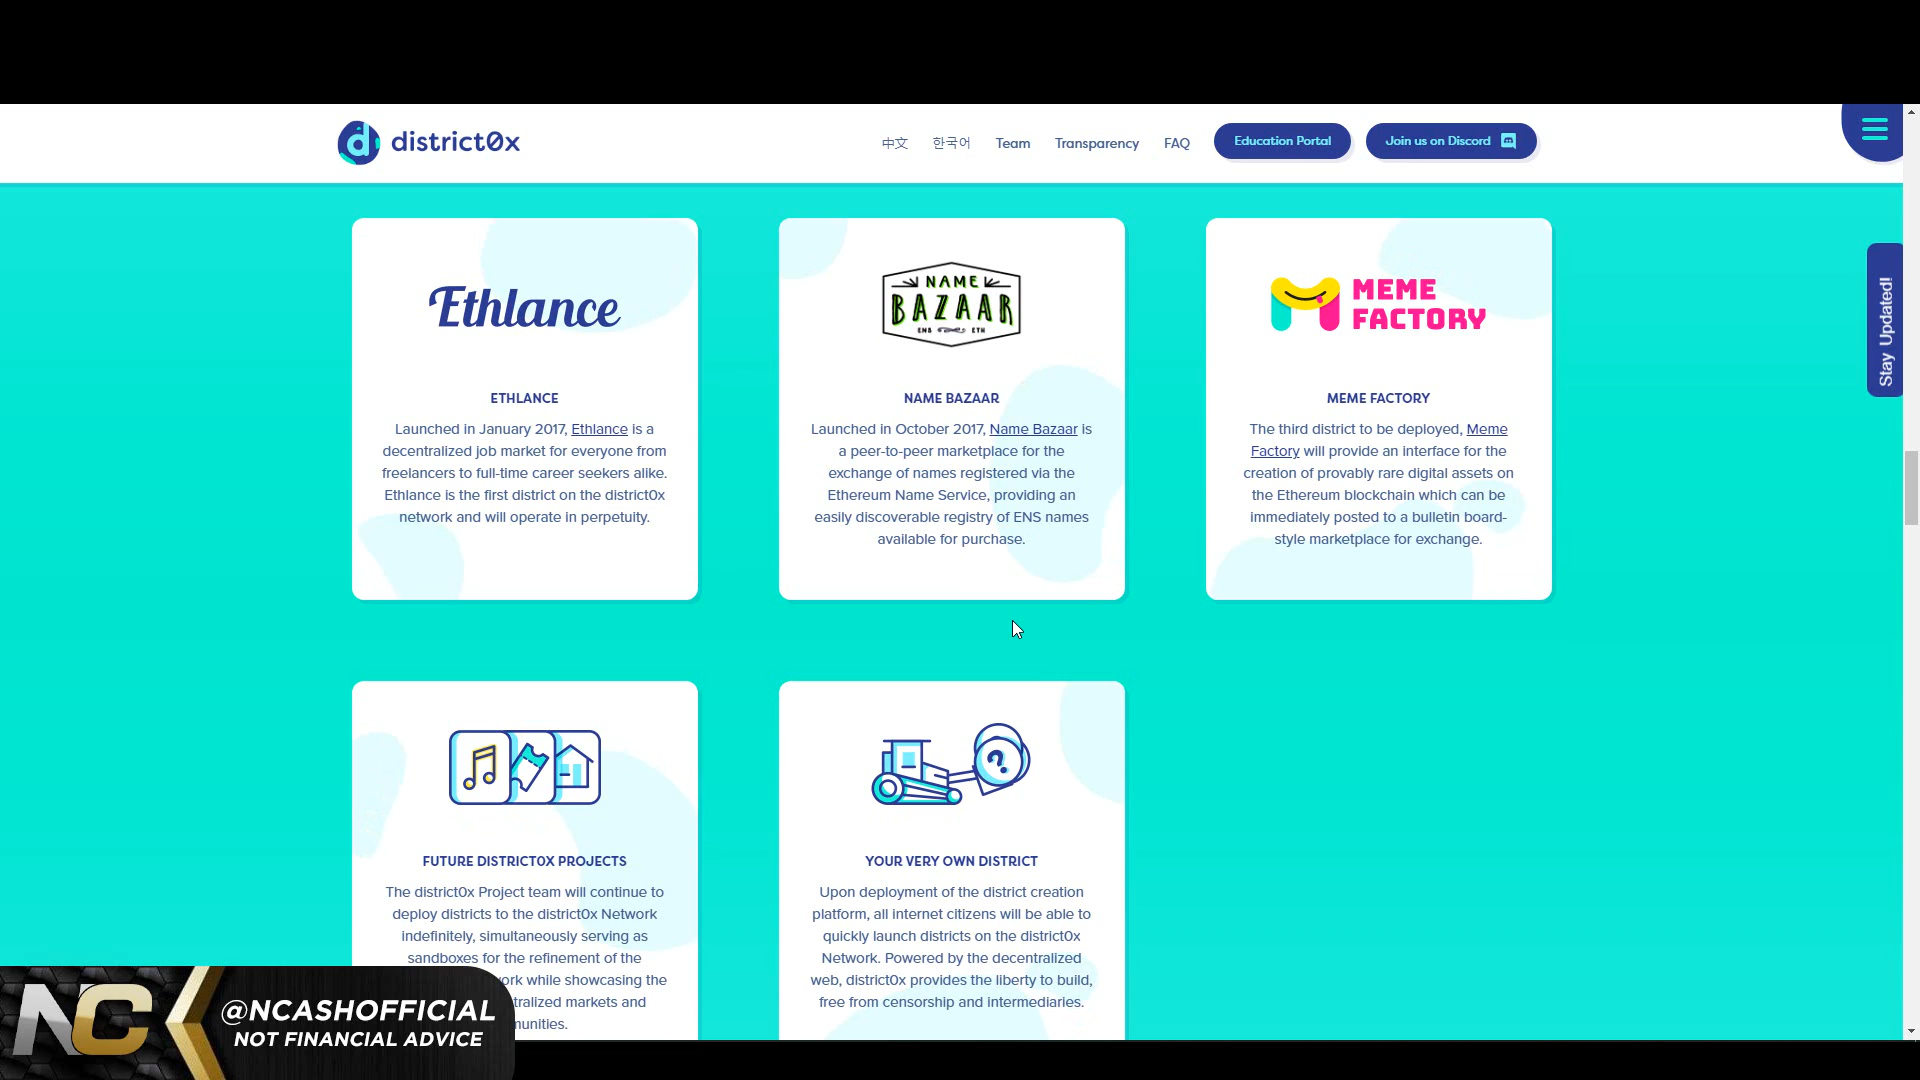 district0x
中文 한국어 Team Transparency FAQ Education Portal Join us on Discord
Stay Updated!
Ethlance
ETHLANCE
Launched in January 2017, Ethlance is a
decentralized job market for everyone from
freelancers to full-time career seekers alike.
Ethlance is the first district on the district0x
network and will operate in perpetuity.
NAME
BAZAAR
ENS ETH
NAME BAZAAR
Launched in October 2017, Name Bazaar is
a peer-to-peer marketplace for the
exchange of names registered via the
Ethereum Name Service, providing an
easily discoverable registry of ENS names
available for purchase.
MEME
FACTORY
MEME FACTORY
The third district to be deployed, Meme
Factory will provide an interface for the
creation of provably rare digital assets on
the Ethereum blockchain which can be
immediately posted to a bulletin board-
style marketplace for exchange.
FUTURE DISTRICT0X PROJECTS
The district0x Project team will continue to
deploy districts to the district0x Network
indefinitely, simultaneously serving as
sandboxes for the refinement of the
while showcasing the
markets and
?
YOUR VERY OWN DISTRICT
Upon deployment of the district creation
platform, all internet citizens will be able to
quickly launch districts on the district0x
Network. Powered by the decentralized
web, district0x provides the liberty to build,
free from censorship and intermediaries.
NC
@NCASHOFFICIAL
NOT FINANCIAL ADVICE